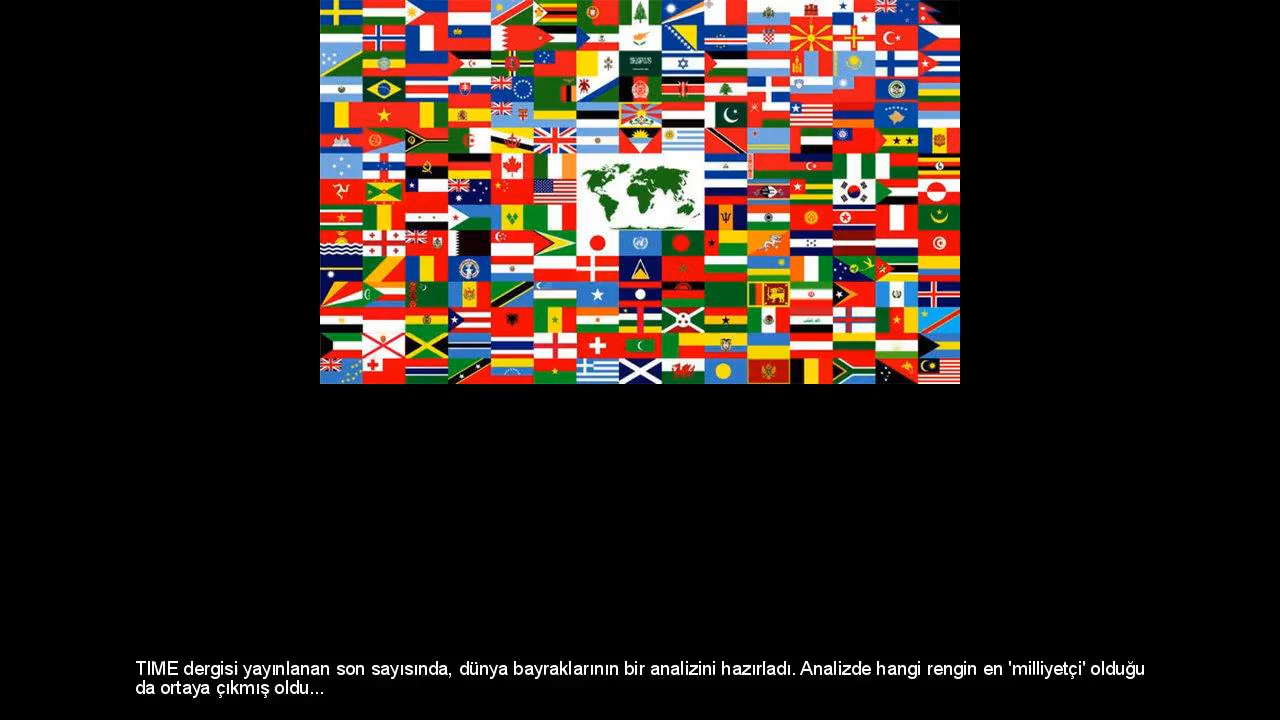 TIME dergisi yayınlanan son sayısında, dünya bayraklarının bir analizini hazırladı. Analizde hangi rengin en 'milliyetçi' olduğu
da ortaya çıkmış oldu...